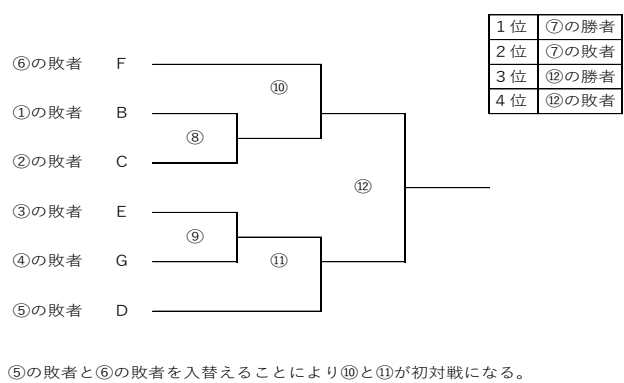 1位 ⑦の勝者
2位 ⑦の敗者
3位 ⑫の勝者
4位 ⑫の敗者
⑥の敗者 F
⑩
①の敗者 B
⑧
②の敗者 C
⑫
③の敗者 E
⑨
⑪
④の敗者 G
⑤の敗者 D
⑤の敗者と⑥の敗者を入替えることにより⑩と⑪が初対戦になる。